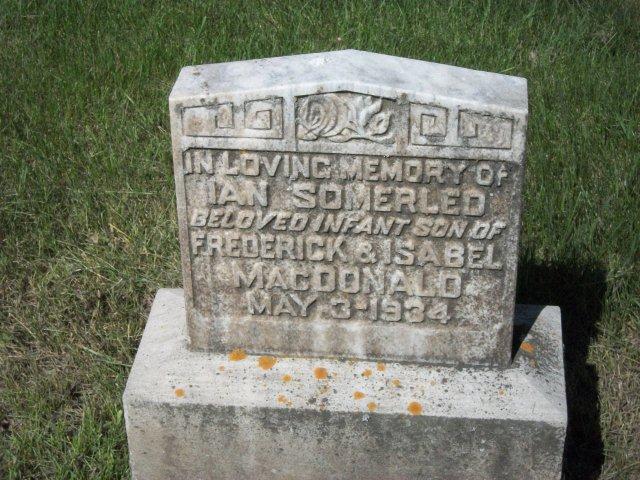 IN LOVING MEMORY OF
IAN SOMERLED
BELOVED INFANT SON OF
FREDERICK & ISABEL
MACDONALD
MAY 3-1934